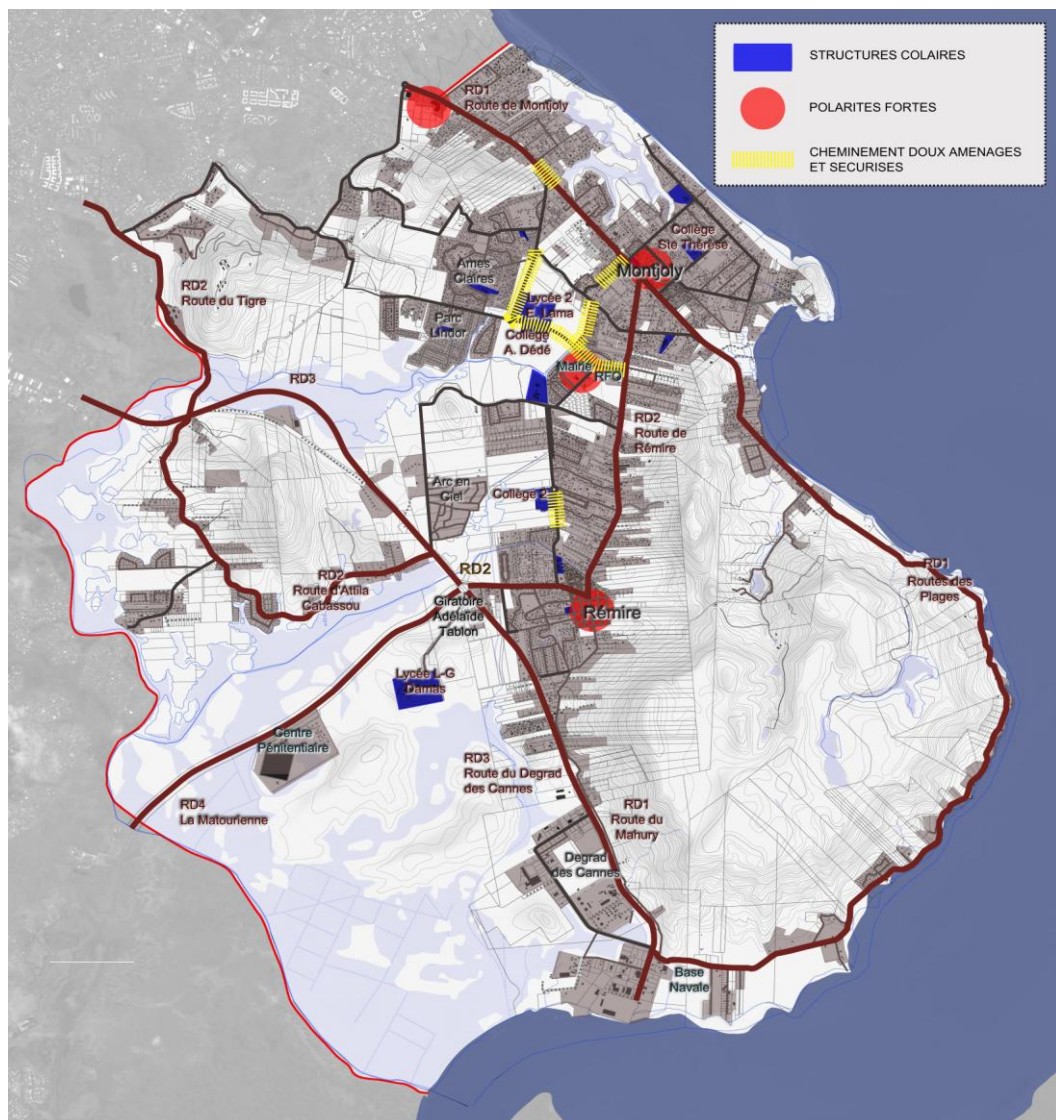 STRUCTURES COLAIRES
POLARITES FORTES
CHEMINEMENT DOUX AMENAGES
ET SECURISES
RD1
Route de Montjoly
Collège
Ste Thérèse
Montjoly
Ames
Claires
RD2
Route du Tigre
Lycée 2
E. Lama
Parc
Lindor
Collège
A. Dédé
Mairie
RFO
RD3
RD2
Route de
Rémire
Arc en
Ciel
Collège 2
RD1
Routes des
Plages
RD2
RD2
Route d'Attila
Cabassou
Giratoire
Adélaïde
Tablon
Rémire
Lycée L-G
Damas
Centre
Pénitentiaire
RD3
Route du Degrad
des Cannes
RD4
La Matourienne
RD1
Route du
Mahury
Degrad
des Cannes
Base
Navale